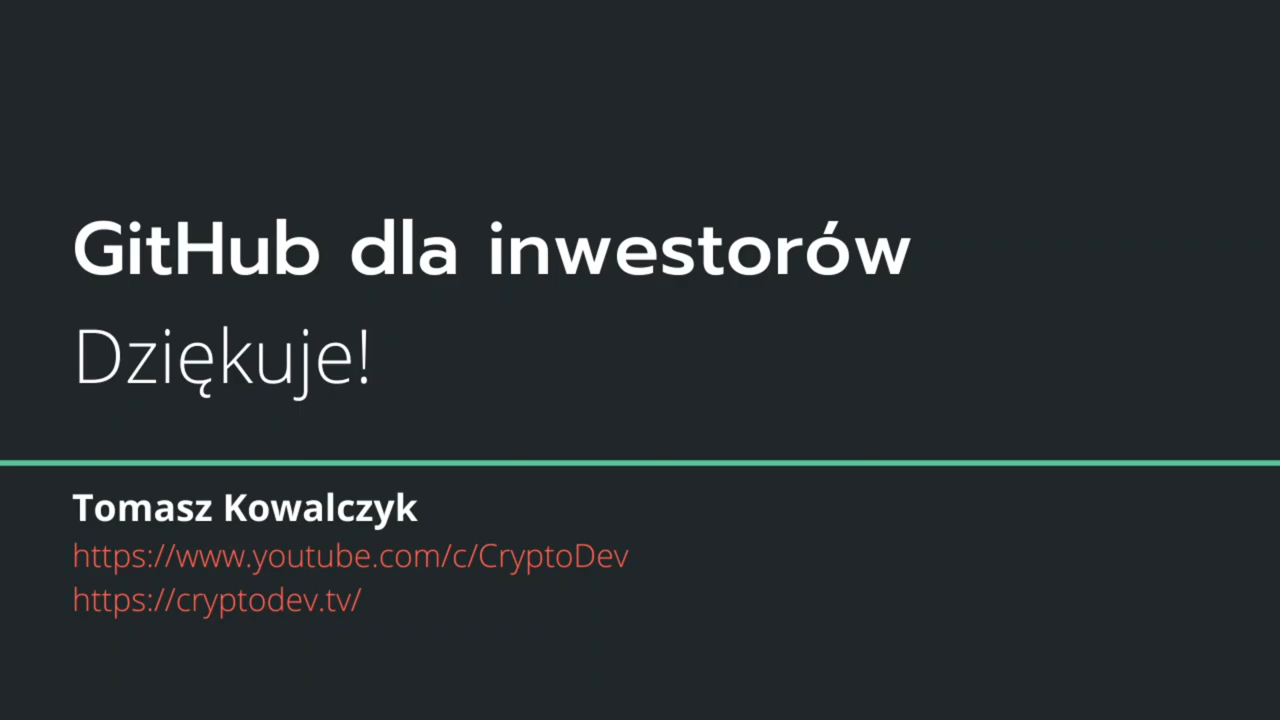 GitHub dla inwestorów
Dziękuje!
Tomasz Kowalczyk
https://www.youtube.com/c/CryptoDev
https://cryptodev.tv/